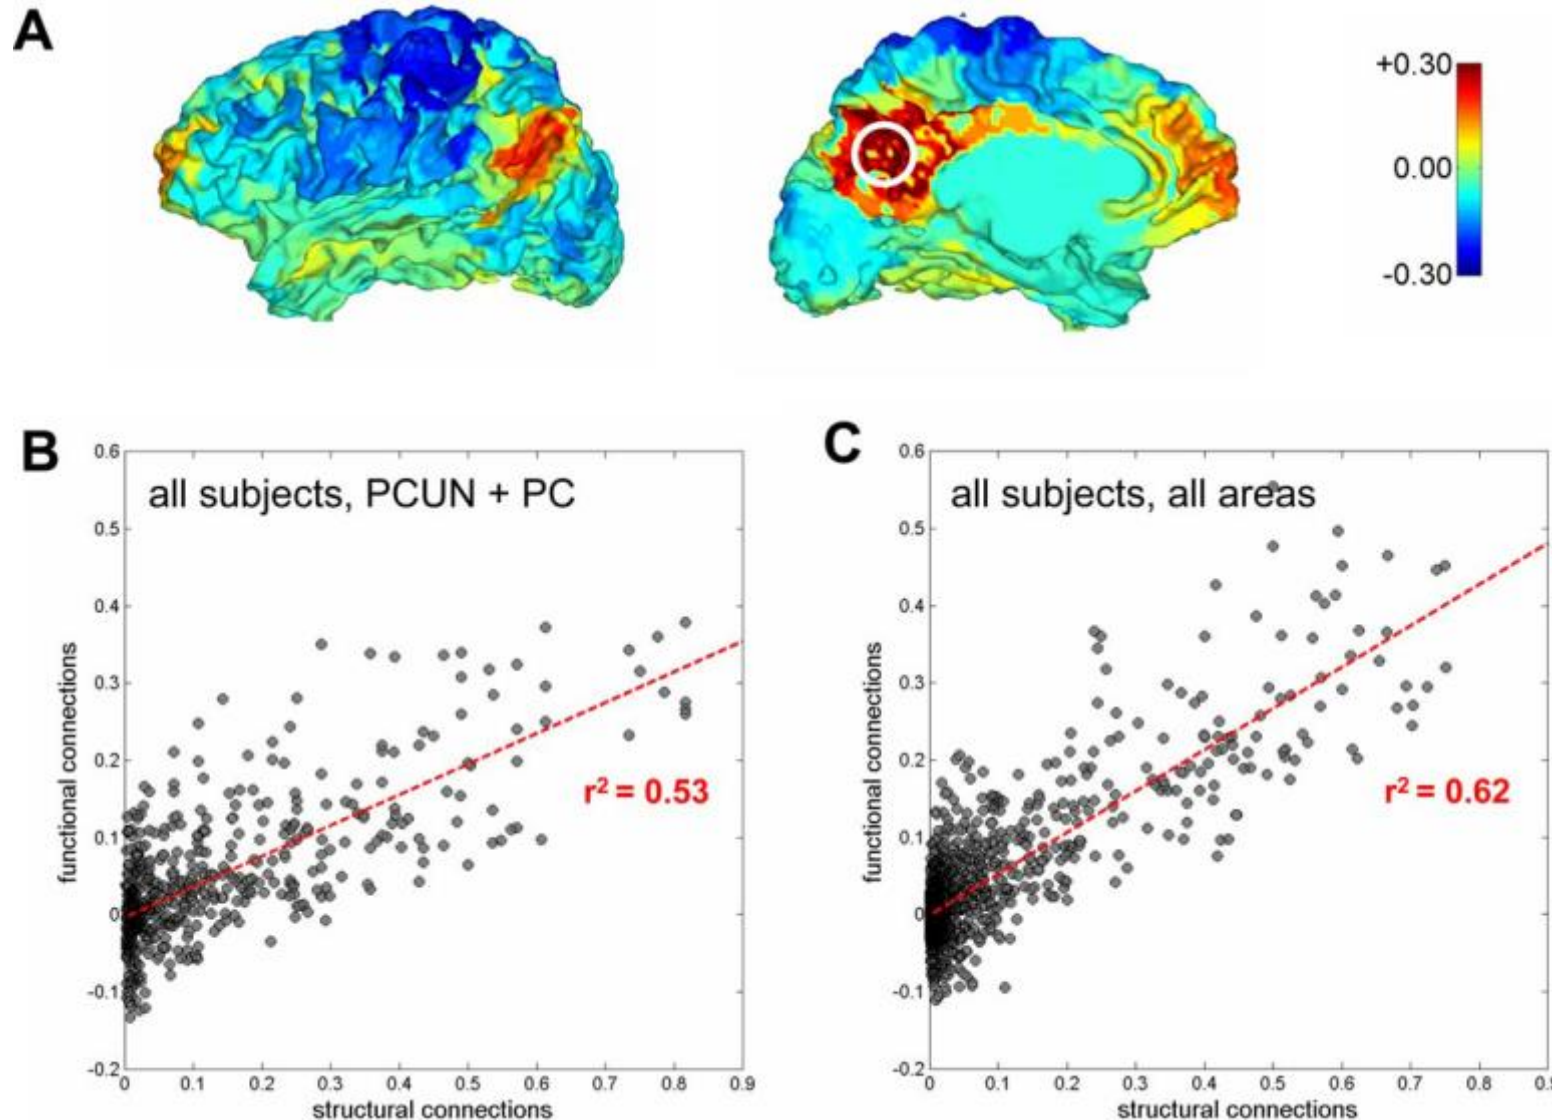 A
+0.30
0.00
-0.30
B
all subjects, PCUN + PC
r² = 0.53
functional connections
0.6
0.5
0.4
0.3
0.2
0.1
0
-0.1
-0.2
0 0.1 0.2 0.3 0.4 0.5 0.6 0.7 0.8 0.9
structural connections
C
all subjects, all areas
r² = 0.62
functional connections
0.6
0.5
0.4
0.3
0.2
0.1
0
-0.1
-0.2
0 0.1 0.2 0.3 0.4 0.5 0.6 0.7 0.8
structural connections